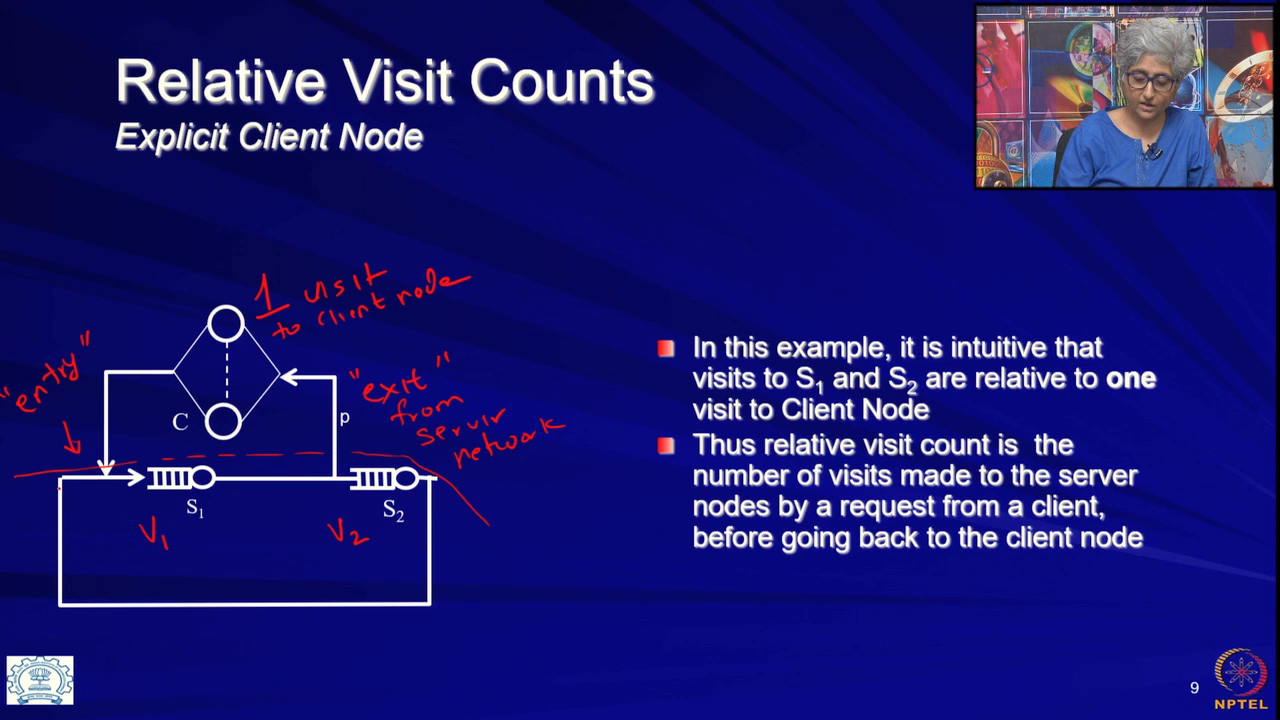 Relative Visit Counts
Explicit Client Node
1 visit
to client node
"entry"
"exit"
from
server
network
C
p
S1
S2
V1
V2
In this example, it is intuitive that
visits to S1 and S2 are relative to one
visit to Client Node
Thus relative visit count is the
number of visits made to the server
nodes by a request from a client,
before going back to the client node
9
NPTEL